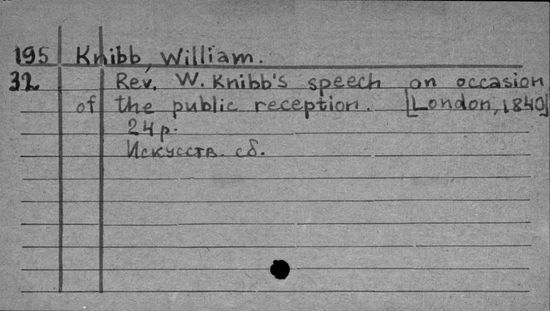 195 Knibb, William.
32 Rev. W. Knibb's speech on occasion
of the public reception. [London, 1840]
24 p.
Искусств. сб.